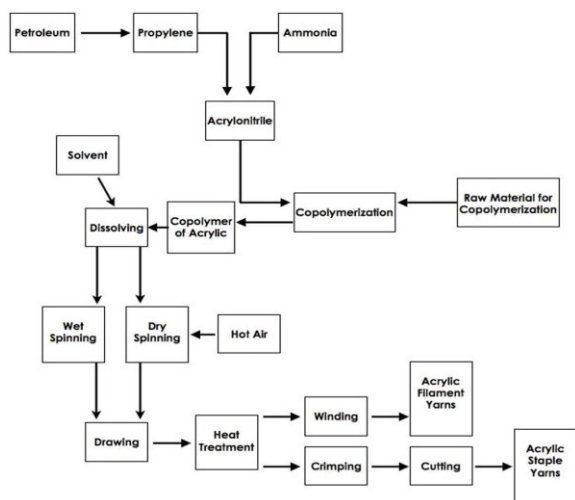 Petroleum
Propylene
Ammonia
Acrylonitrile
Solvent
Dissolving
Copolymer
of Acrylic
Copolymerization
Raw Material for
Copolymerization
Wet
Spinning
Dry
Spinning
Hot Air
Drawing
Heat
Treatment
Winding
Acrylic
Filament
Yarns
Crimping
Cutting
Acrylic
Staple
Yarns